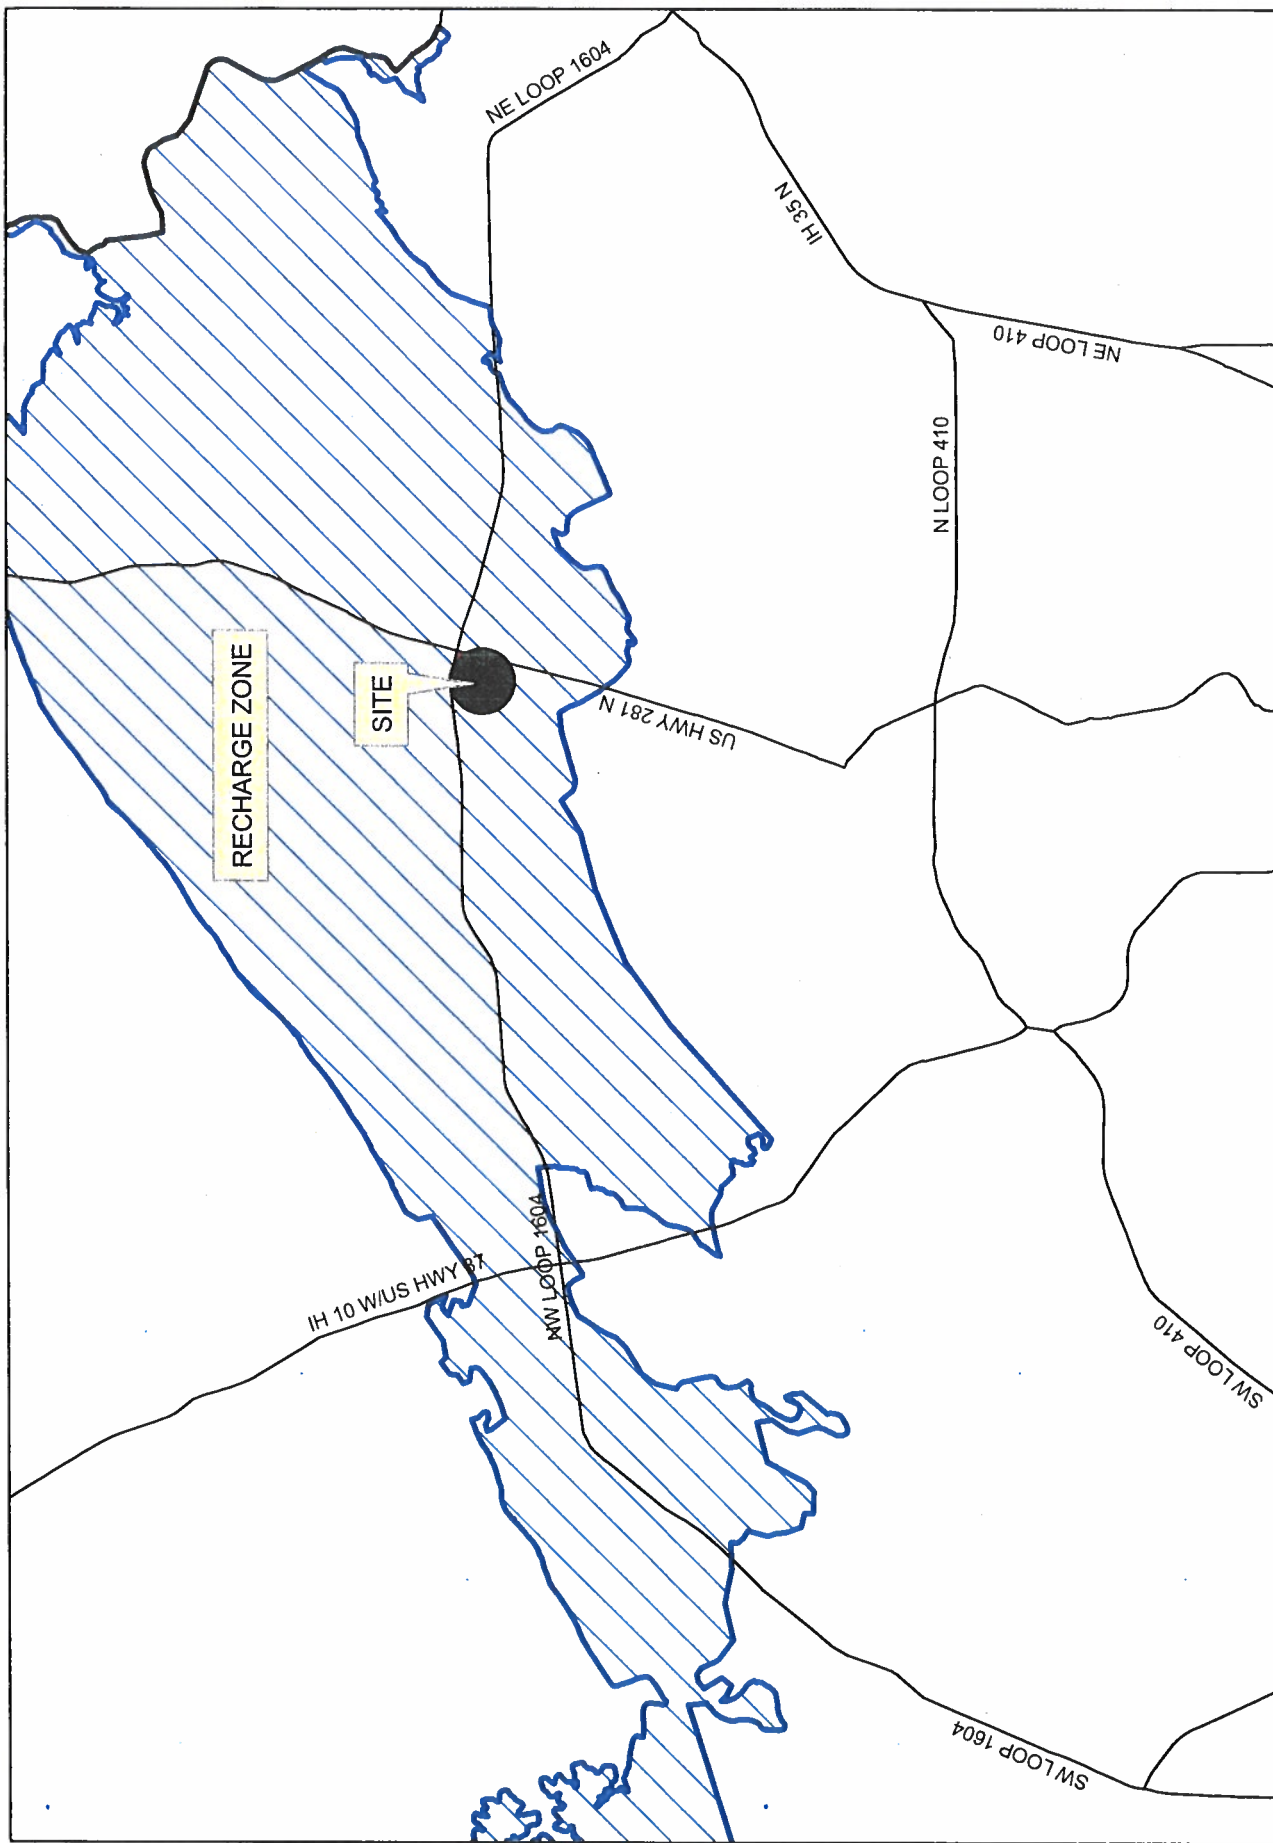 NE LOOP 1604
IH 35 N
NE LOOP 410
N LOOP 410
RECHARGE ZONE
SITE
US HWY 281 N
IH 10 W/US HWY 87
NW LOOP 1604
SW LOOP 410
SW LOOP 1604